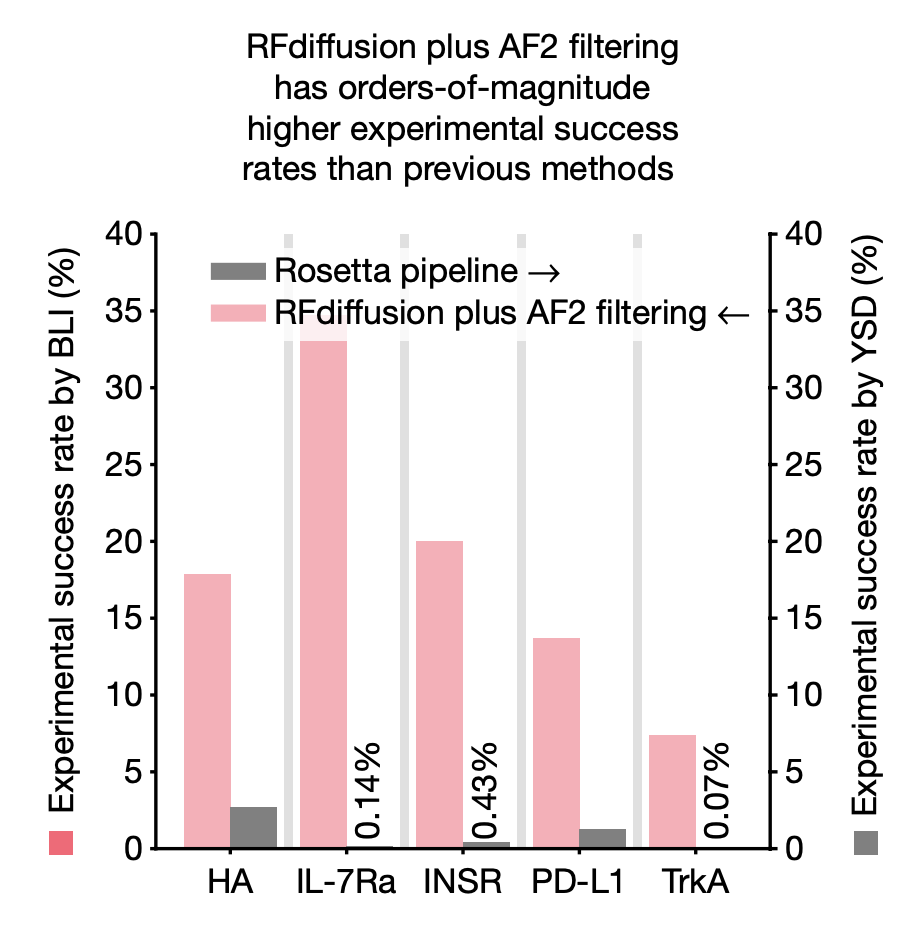 RFdiffusion plus AF2 filtering
has orders-of-magnitude
higher experimental success
rates than previous methods
Experimental success rate by BLI (%)
40
35
30
25
20
15
10
5
0
Rosetta pipeline →
RFdiffusion plus AF2 filtering ←
0.14%
0.43%
0.07%
HA
IL-7Ra
INSR
PD-L1
TrkA
40
35
30
25
20
15
10
5
0
Experimental success rate by YSD (%)